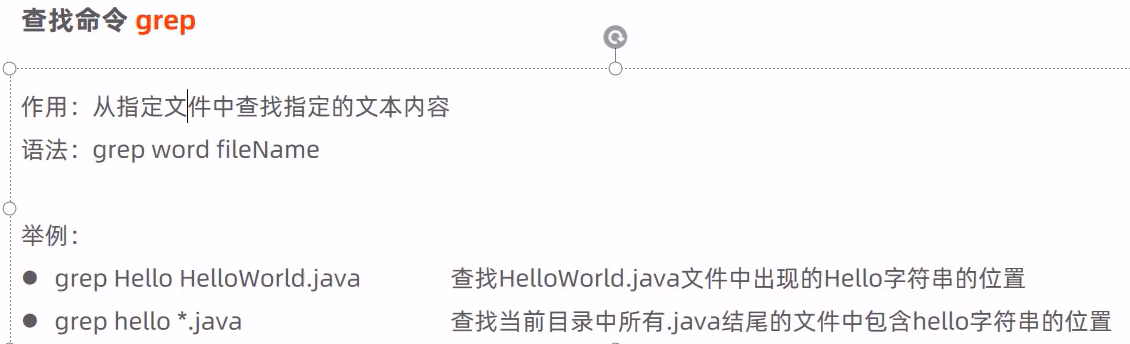 查找命令 grep
作用：从指定文件中查找指定的文本内容
语法：grep word fileName
举例：
● grep Hello HelloWorld.java 查找HelloWorld.java文件中出现的Hello字符串的位置
● grep hello *.java 查找当前目录中所有.java结尾的文件中包含hello字符串的位置